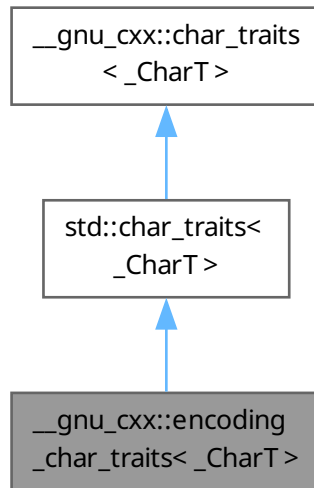 __gnu_cxx::char_traits
< _CharT >
std::char_traits<
_CharT >
__gnu_cxx::encoding
_char_traits< _CharT >